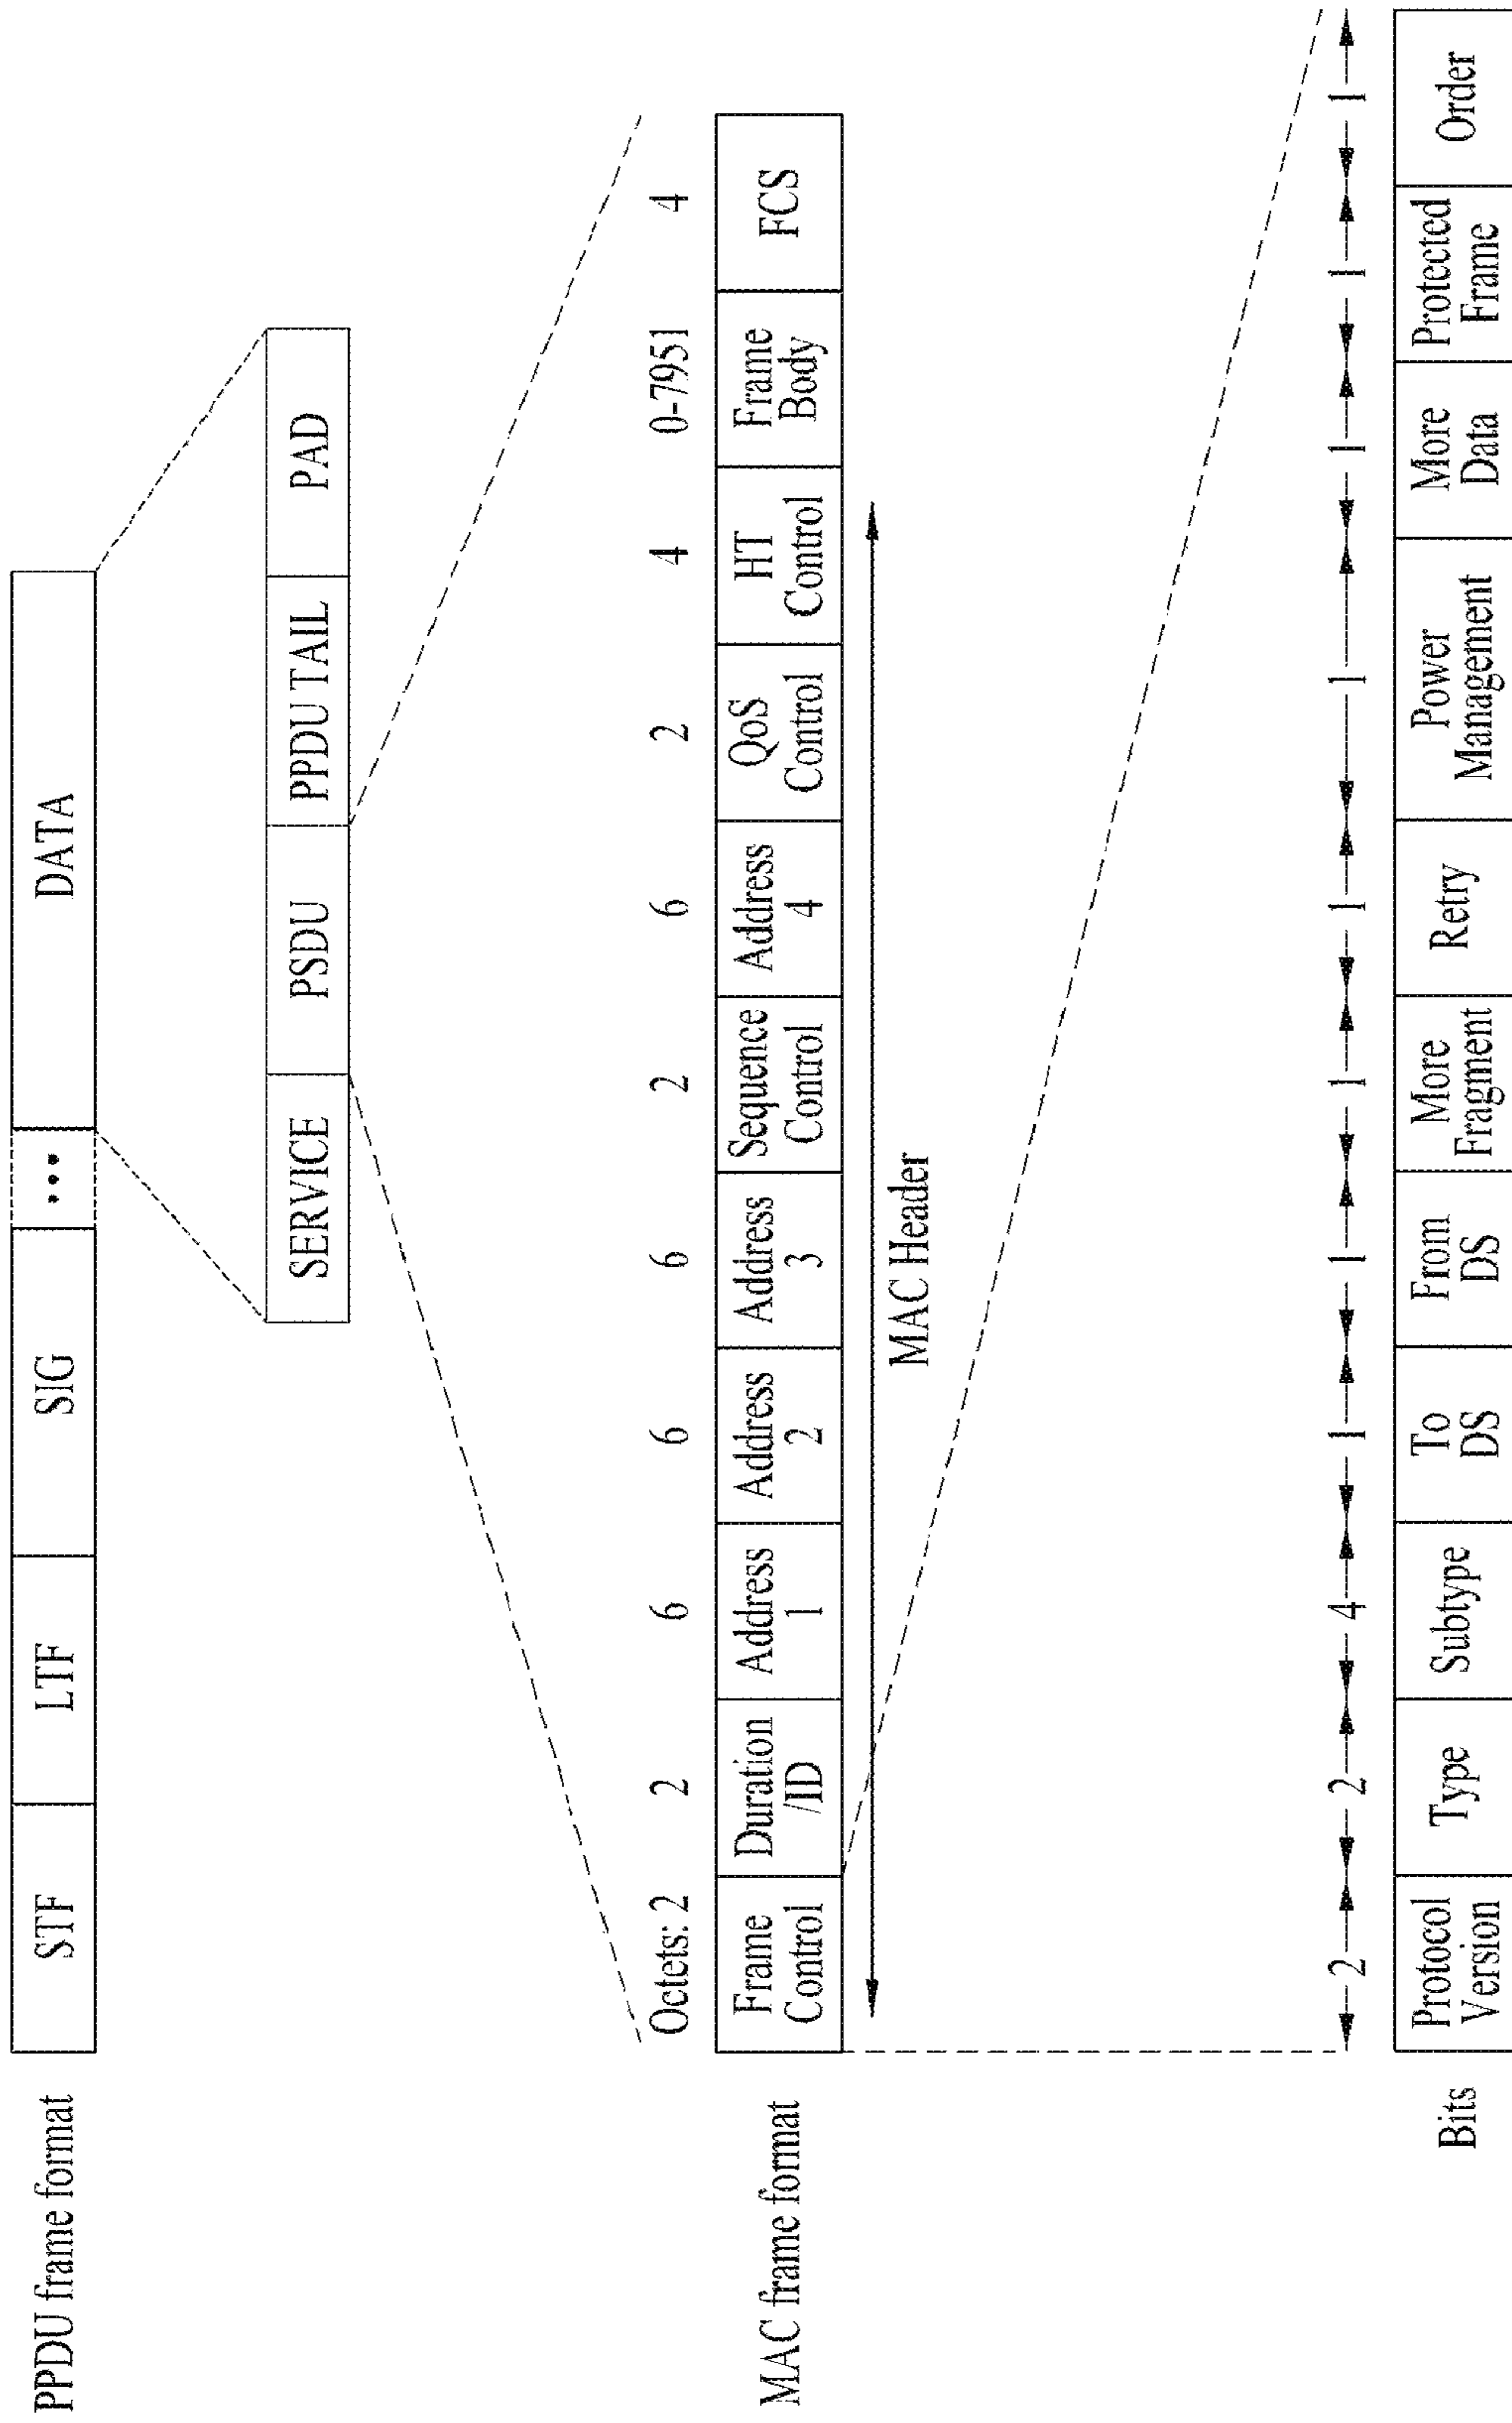 PPDU frame format
STF LTF SIG ••• DATA
SERVICE PSDU PPDU TAIL PAD
Octets: 2 2 6 6 6 2 6 2 4 0-7951 4
MAC frame format
Frame Control
Duration /ID
Address 1
Address 2
Address 3
Sequence Control
Address 4
QoS Control
HT Control
Frame Body
FCS
MAC Header
2 2 4 1 1 1 1 1 1 1 1
Bits
Protocol Version
Type
Subtype
To DS
From DS
More Fragment
Retry
Power Management
More Data
Protected Frame
Order